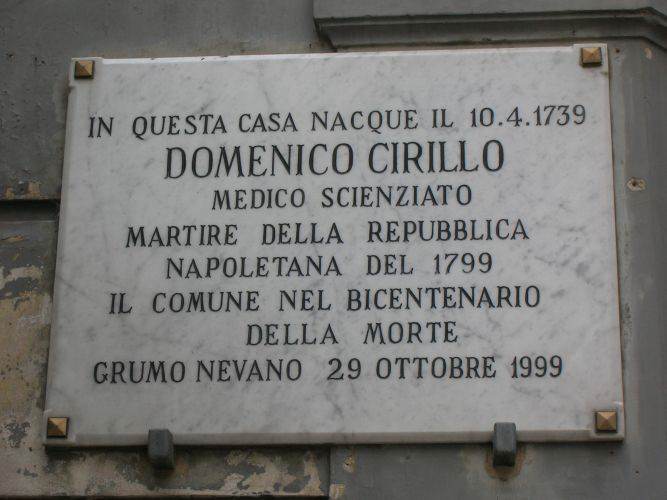 IN QUESTA CASA NACQUE IL 10.4.1739
DOMENICO CIRILLO
MEDICO SCIENZIATO
MARTIRE DELLA REPUBBLICA
NAPOLETANA DEL 1799
IL COMUNE NEL BICENTENARIO
DELLA MORTE
GRUMO NEVANO 29 OTTOBRE 1999